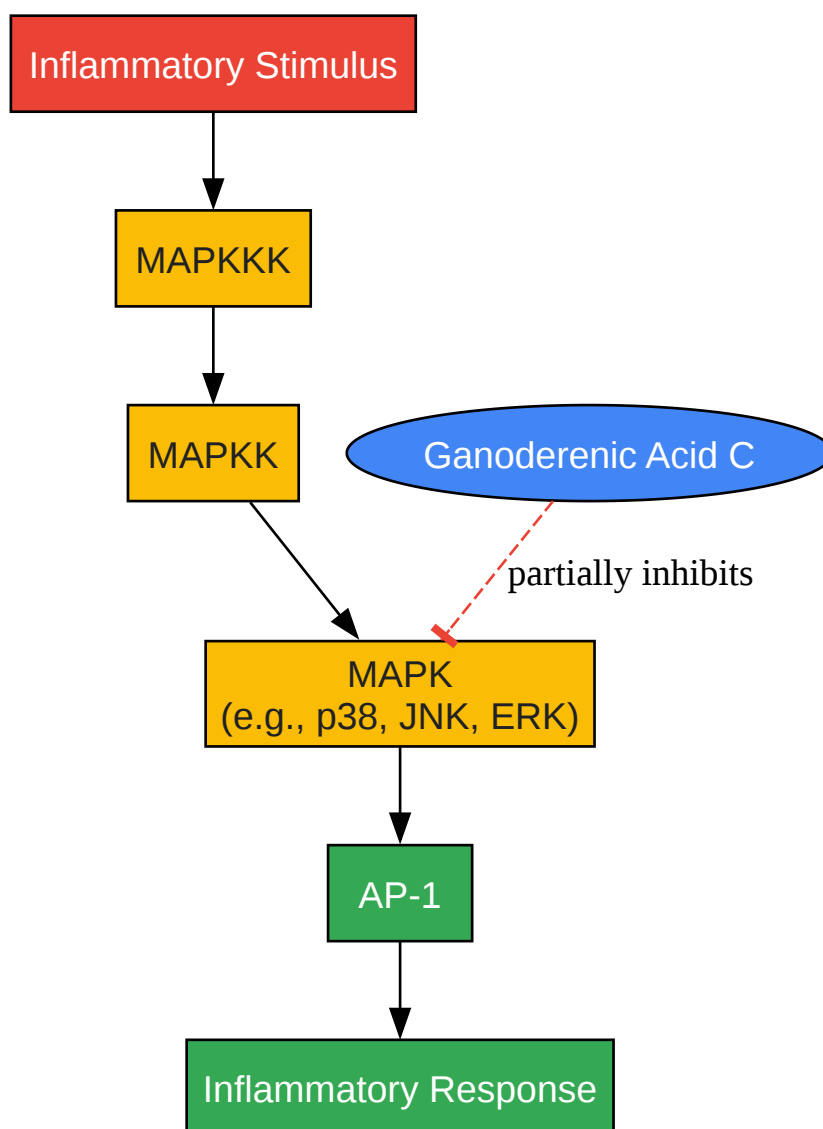 Inflammatory Stimulus
MAPKKK
MAPKK
Ganoderenic Acid C
partially inhibits
MAPK
(e.g., p38, JNK, ERK)
AP-1
Inflammatory Response